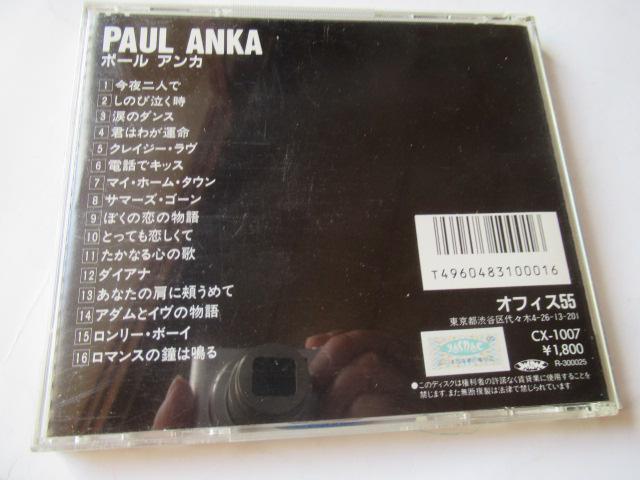 PAUL ANKA
ポール アンカ
1 今夜二人で
2 しのび泣く時
3 涙のダンス
4 君はわが運命
5 クレイジー・ラヴ
6 電話でキッス
7 マイ・ホーム・タウン
8 サマーズ・ゴーン
9 ぼくの恋の物語
10 とっても恋しくて
11 たかなる心の歌
12 ダイアナ
13 あなたの肩に頬うめて
14 アダムとイヴの物語
15 ロンリー・ボーイ
16 ロマンスの鐘は鳴る
T4960483100016
オフィス55
東京都渋谷区代々木4-26-13-201
CX-1007
¥1,800
R-300025
●このディスクは権利者の許諾なく賃貸業に使用することを
禁じます。また無断複製は法律で禁じられています。